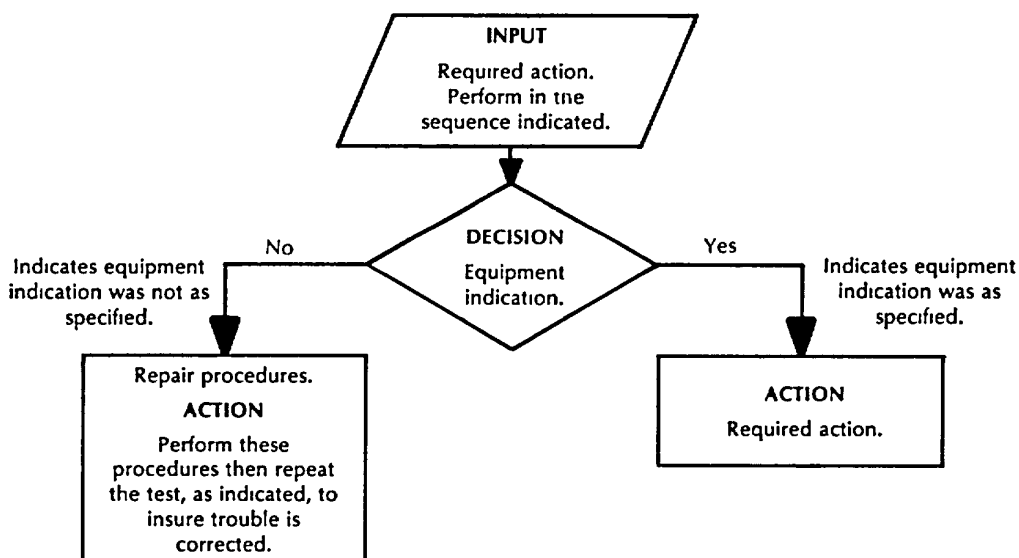 INPUT
Required action.
Perform in the
sequence indicated.
DECISION
Equipment
indication.
No
Yes
Indicates equipment
indication was not as
specified.
Indicates equipment
indication was as
specified.
Repair procedures.
ACTION
Perform these
procedures then repeat
the test, as indicated, to
insure trouble is
corrected.
ACTION
Required action.